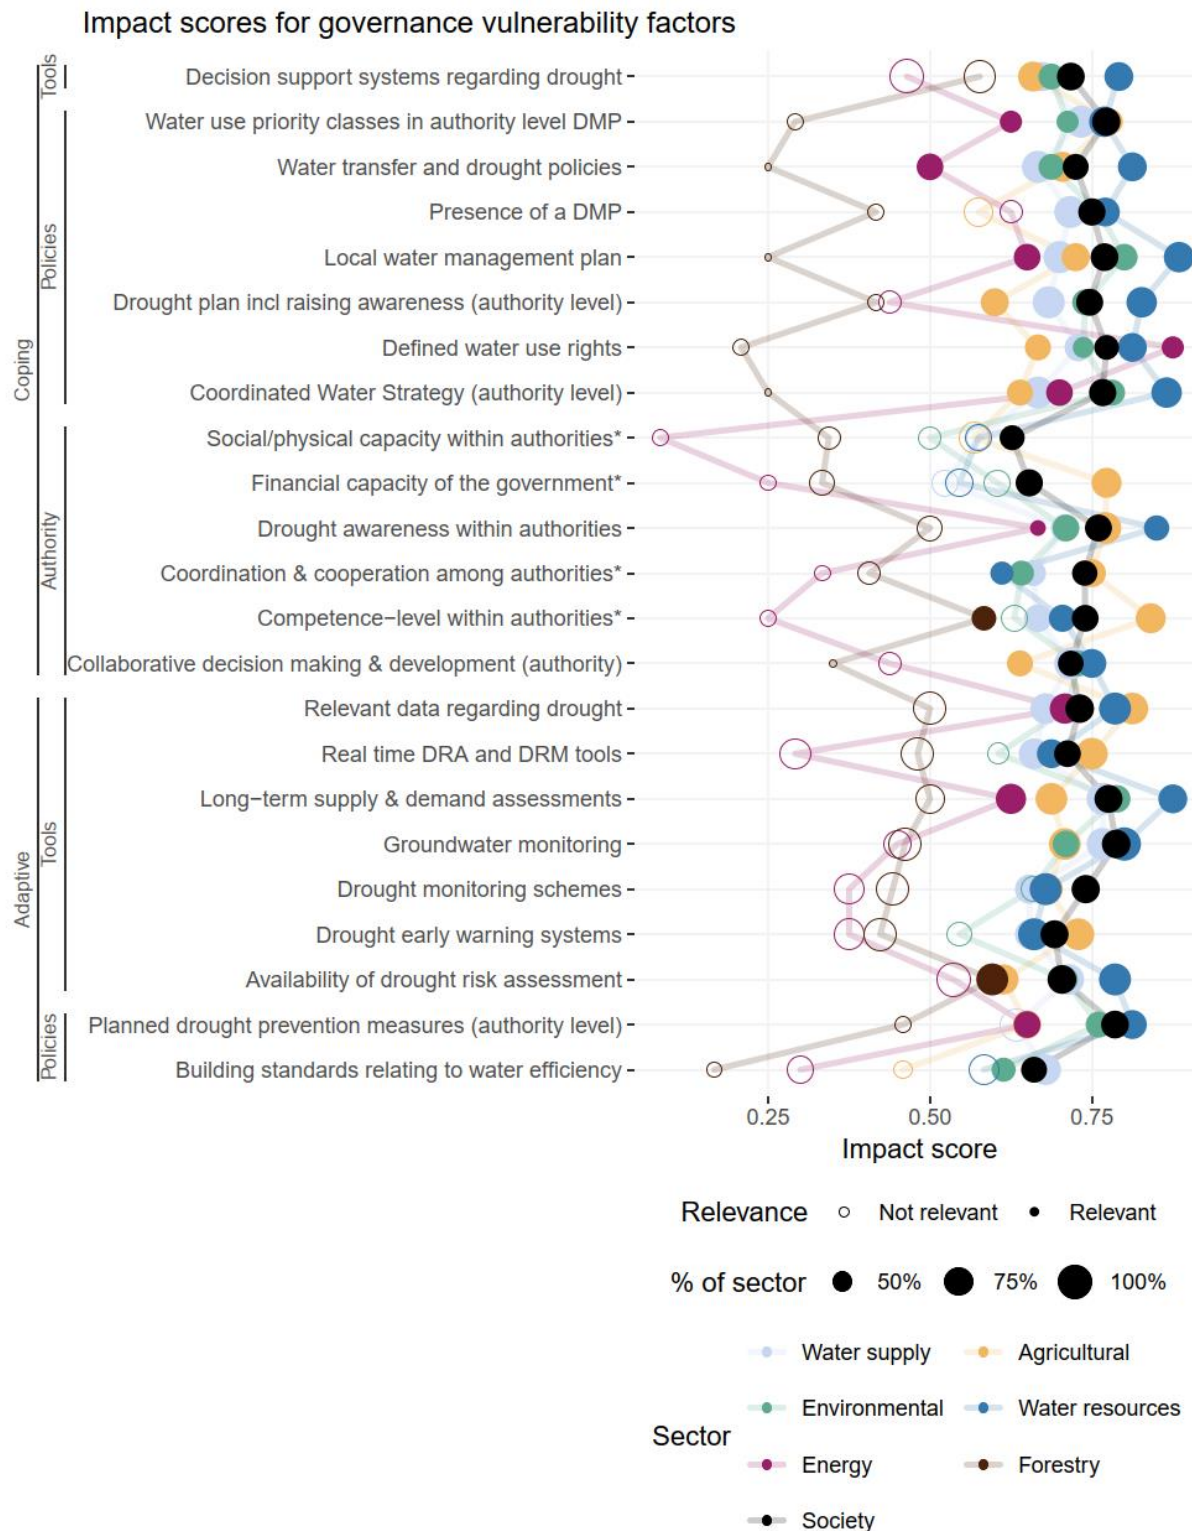 Impact scores for governance vulnerability factors
Coping
Adaptive
Tools
Policies
Authority
Tools
Policies
Decision support systems regarding drought
Water use priority classes in authority level DMP
Water transfer and drought policies
Presence of a DMP
Local water management plan
Drought plan incl raising awareness (authority level)
Defined water use rights
Coordinated Water Strategy (authority level)
Social/physical capacity within authorities*
Financial capacity of the government*
Drought awareness within authorities
Coordination & cooperation among authorities*
Competence−level within authorities*
Collaborative decision making & development (authority)
Relevant data regarding drought
Real time DRA and DRM tools
Long−term supply & demand assessments
Groundwater monitoring
Drought monitoring schemes
Drought early warning systems
Availability of drought risk assessment
Planned drought prevention measures (authority level)
Building standards relating to water efficiency
0.25 0.50 0.75
Impact score
Relevance Not relevant Relevant
% of sector 50% 75% 100%
Sector
Water supply Agricultural
Environmental Water resources
Energy Forestry
Society